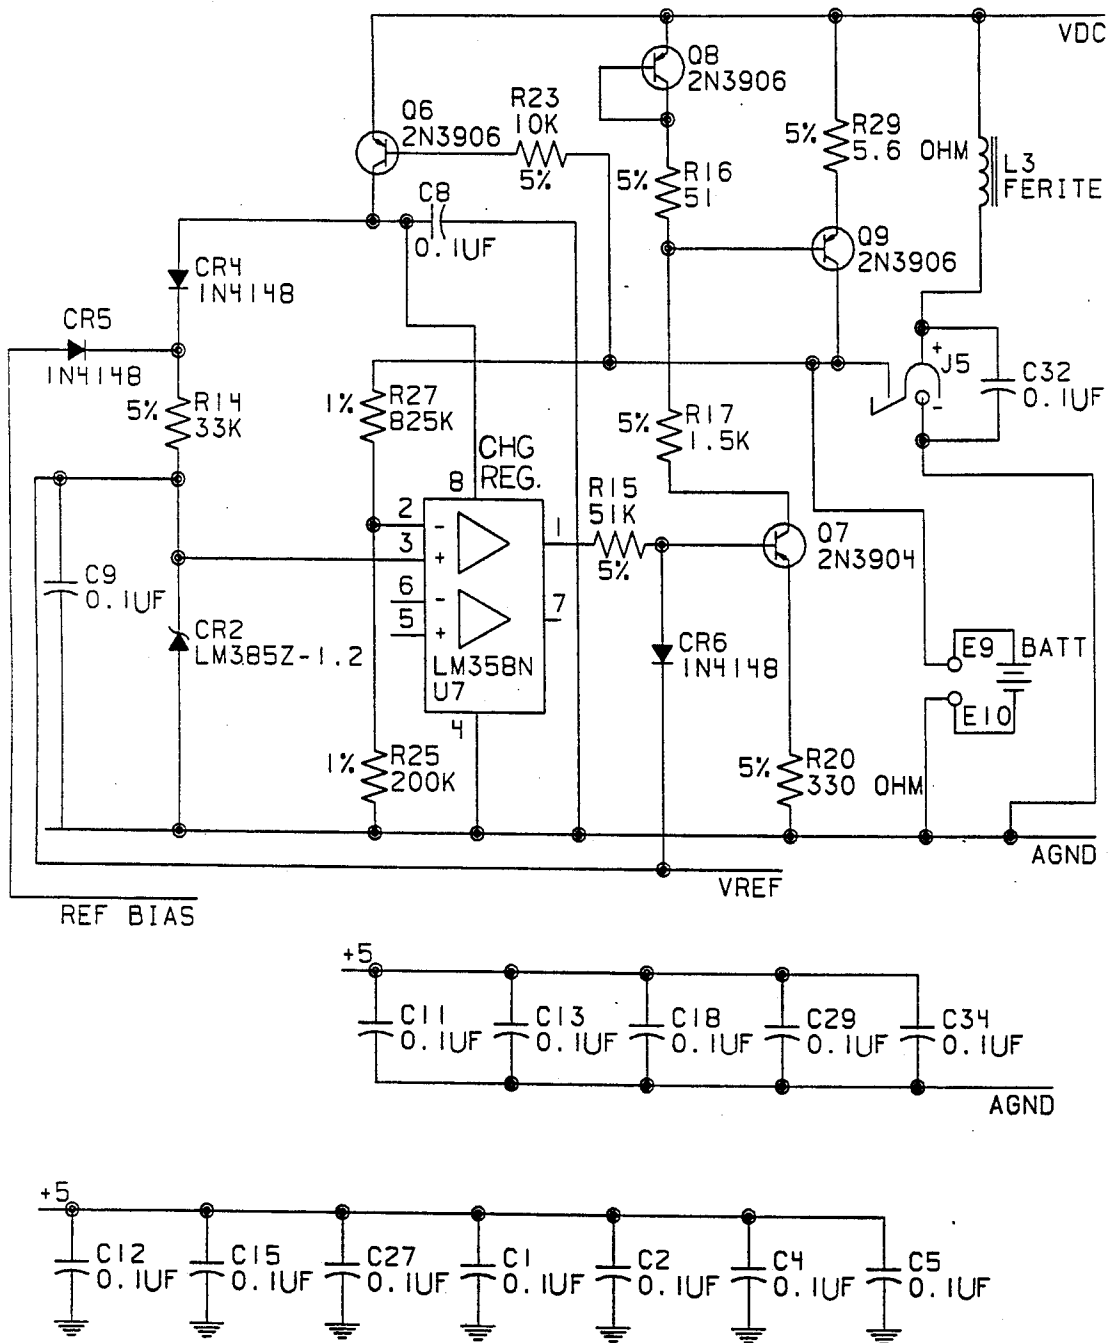 VDC
Q8
2N3906
Q6
2N3906
R23
10K
5%
5%
R29
5.6 OHM
L3
FERITE
5%
R16
51
C8
0.1UF
Q9
2N3906
CR4
1N4148
CR5
1N4148
+
J5
-
C32
0.1UF
5%
R14
33K
1%
R27
825K
5%
R17
1.5K
CHG
REG.
8
R15
51K
5%
2
-
1
3
+
6
-
7
5
+
LM358N
U7
4
Q7
2N3904
C9
0.1UF
CR2
LM385Z-1.2
CR6
1N4148
E9
BATT
E10
1%
R25
200K
5%
R20
330 OHM
AGND
VREF
REF BIAS
+5
C11
0.1UF
C13
0.1UF
C18
0.1UF
C29
0.1UF
C34
0.1UF
AGND
+5
C12
0.1UF
C15
0.1UF
C27
0.1UF
C1
0.1UF
C2
0.1UF
C4
0.1UF
C5
0.1UF